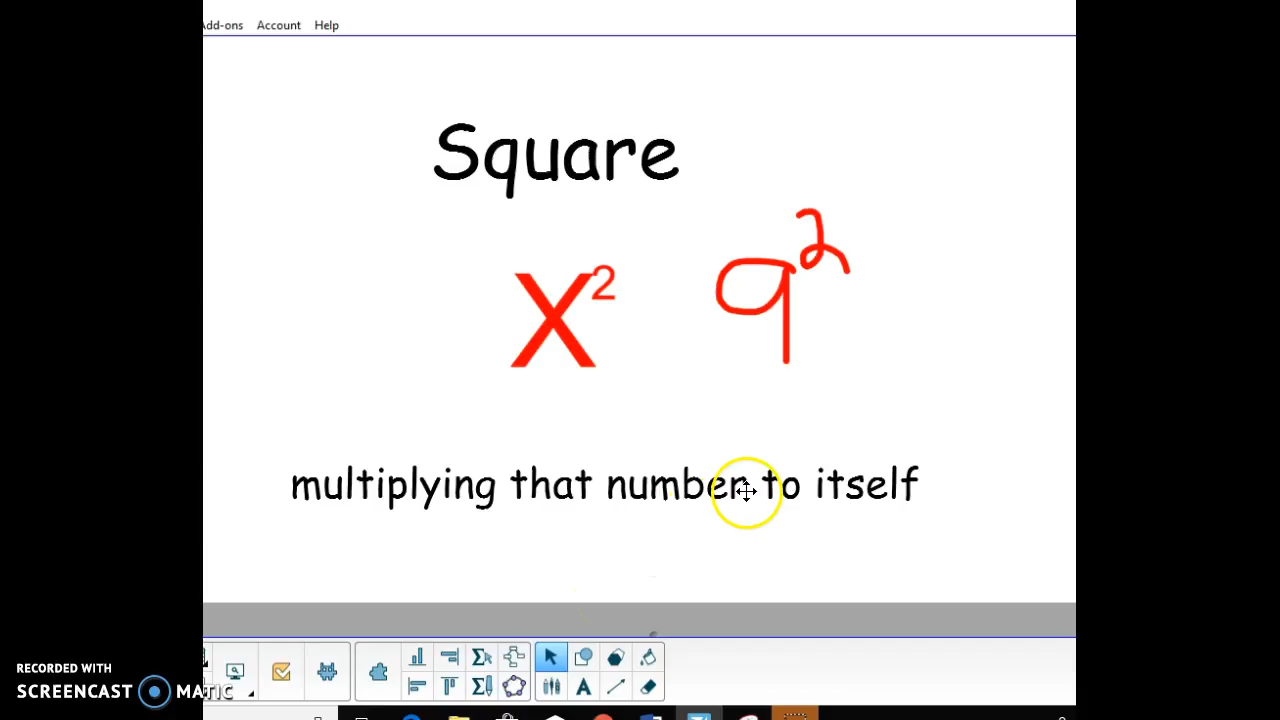 Add-ons Account Help
Square
x² 9²
multiplying that number to itself
RECORDED WITH
SCREENCAST MATIC